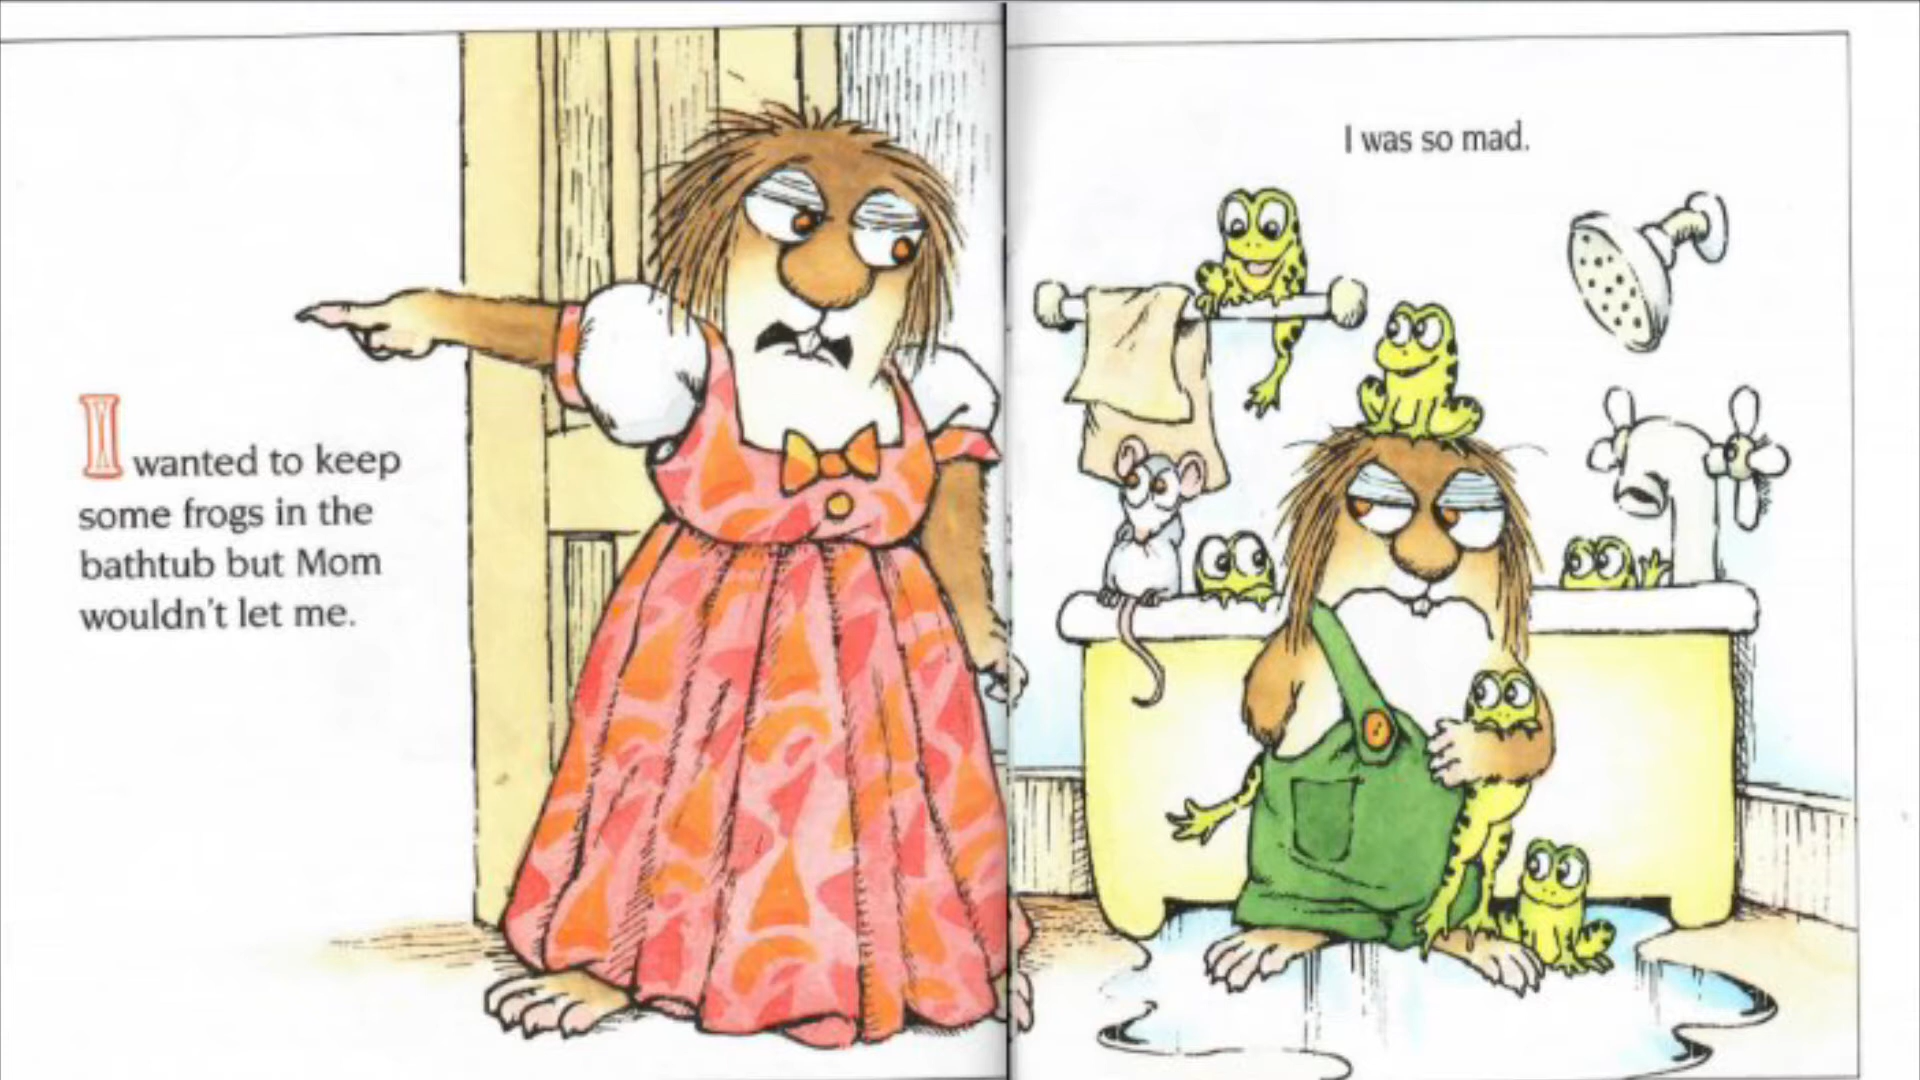 I wanted to keep
some frogs in the
bathtub but Mom
wouldn't let me.
I was so mad.